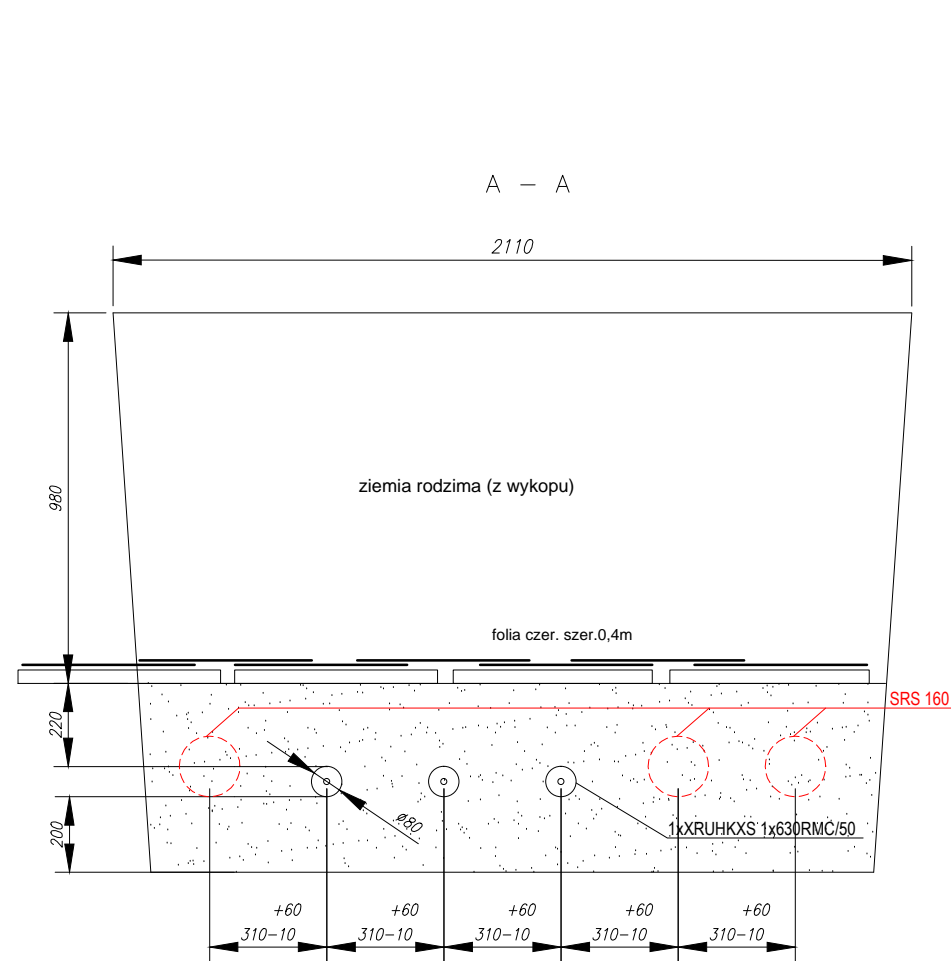 A - A
2110
980
ziemia rodzima (z wykopu)
folia czer. szer.0,4m
SRS 160
220
ø80
1xXRUHKXS 1x630RMC/50
200
+60
310-10
+60
310-10
+60
310-10
+60
310-10
+60
310-10